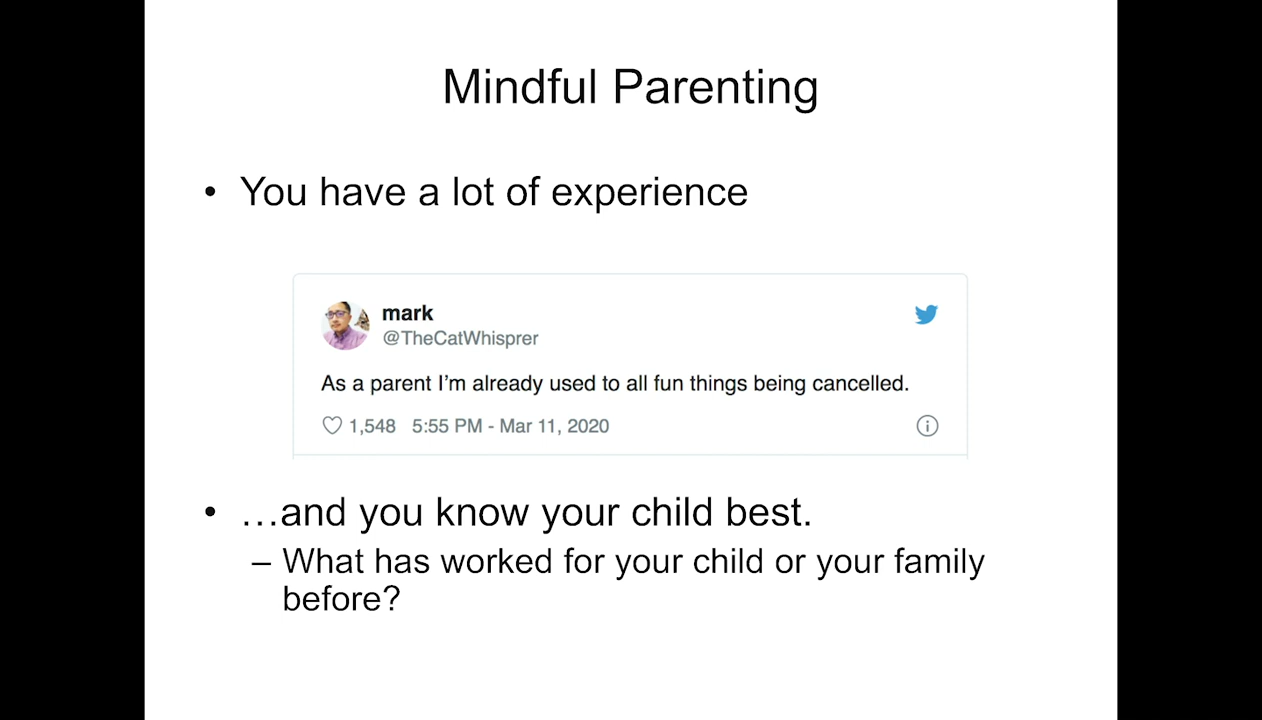 Mindful Parenting
• You have a lot of experience
mark
@TheCatWhisprer
As a parent I'm already used to all fun things being cancelled.
1,548 5:55 PM - Mar 11, 2020
• …and you know your child best.
– What has worked for your child or your family
before?